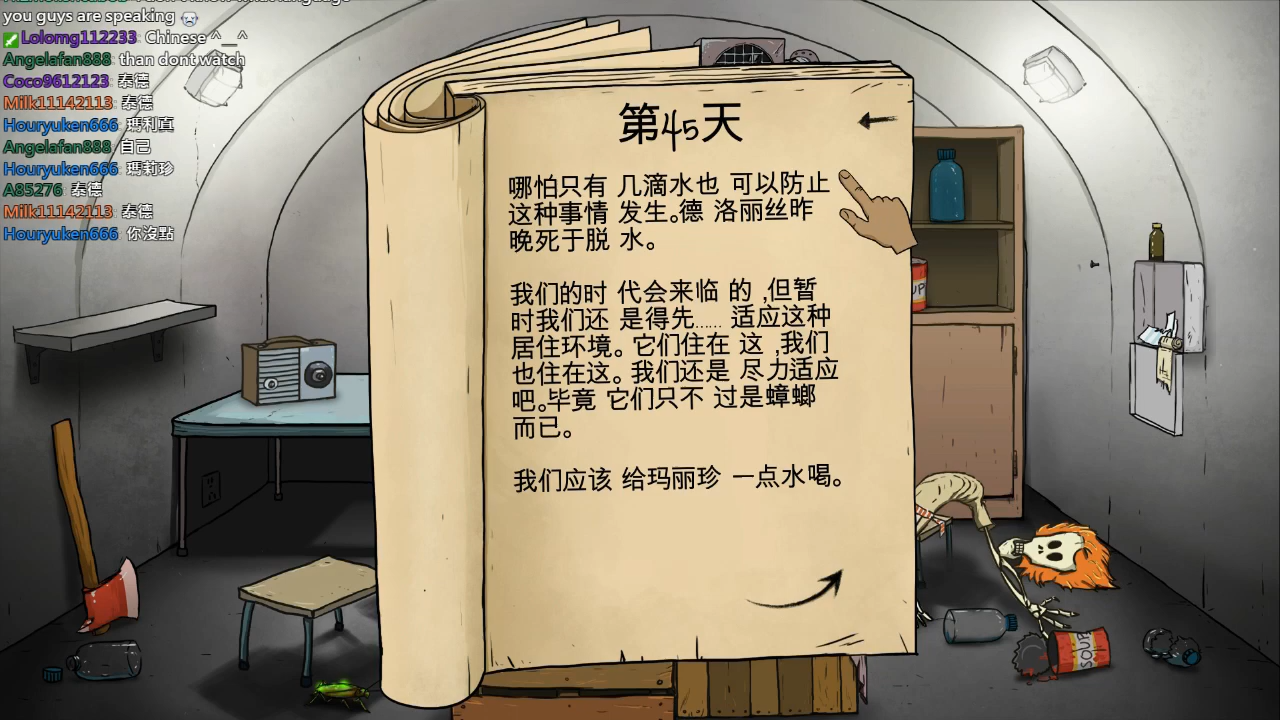 you guys are speaking
Lolomg112233 Chinese ^__^
Angelafan888: than dont watch
Coco9612123: 泰德
Milk11142113: 泰德
Houryuken666: 瑪利真
Angelafan888: 自己
Houryuken666: 瑪莉珍
A85276: 泰德
Milk11142113: 泰德
Houryuken666: 你沒點
第45天
哪怕只有 几滴水也 可以防止
这种事情 发生。德 洛丽丝昨
晚死于脱 水。
我们的时 代会来临 的 ,但暂
时我们还 是得先…… 适应这种
居住环境。它们住在 这 ,我们
也住在这。我们还是 尽力适应
吧。毕竟 它们只不 过是蟑螂
而已。
我们应该 给玛丽珍 一点水喝。
UP
SOUP